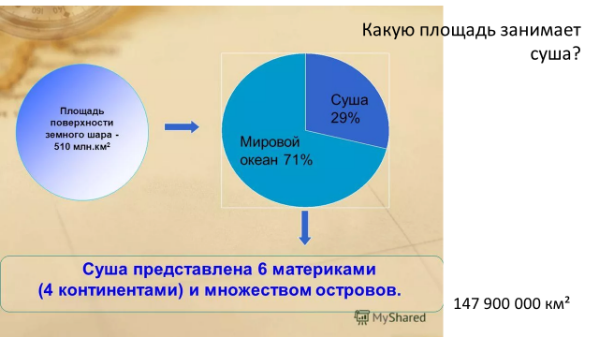 Какую площадь занимает
суша?
Площадь
поверхности
земного шара -
510 млн.км²
Суша
29%
Мировой
океан 71%
Суша представлена 6 материками
(4 континентами) и множеством островов.
147 900 000 км²
MyShared